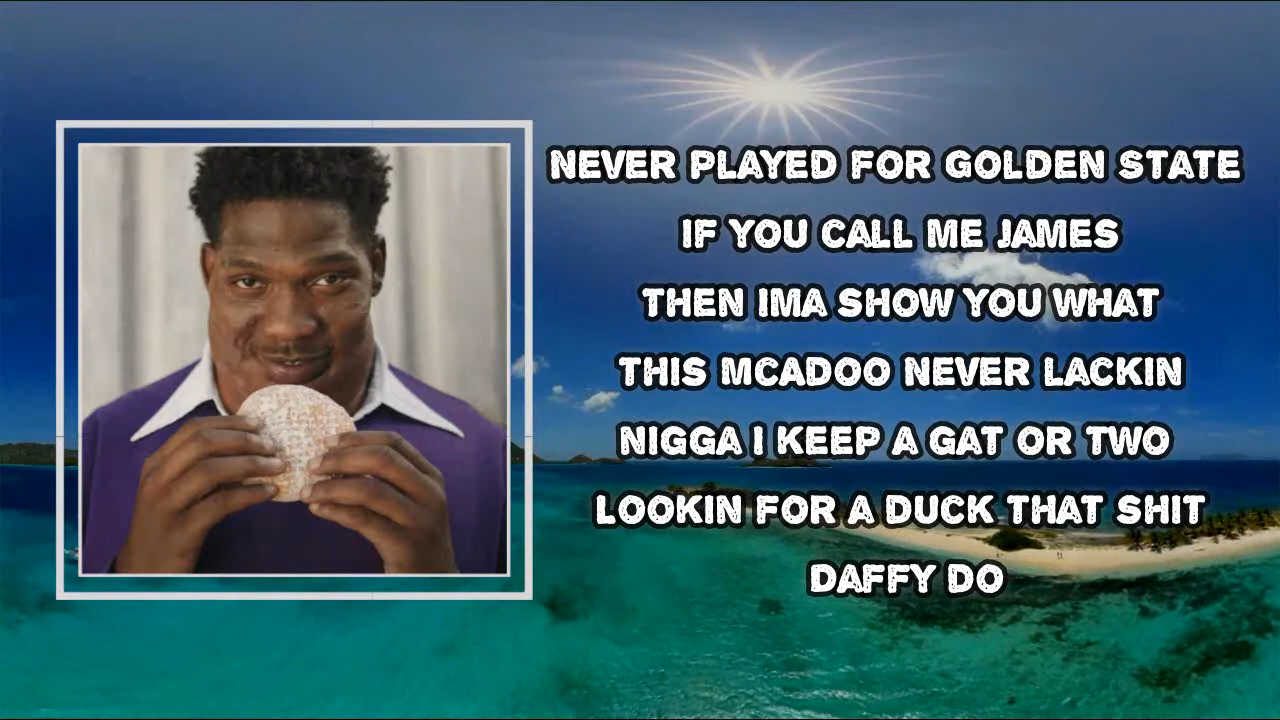 NEVER PLAYED FOR GOLDEN STATE
IF YOU CALL ME JAMES
THEN IMA SHOW YOU WHAT
THIS MCADOO NEVER LACKIN
NIGGA I KEEP A GAT OR TWO
LOOKIN FOR A DUCK THAT SHIT
DAFFY DO